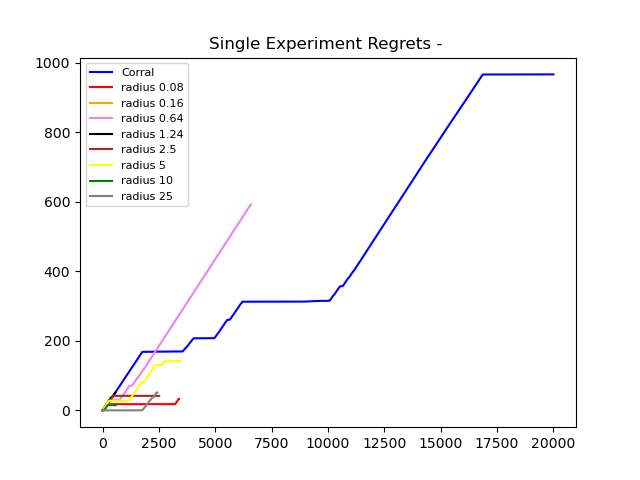 Single Experiment Regrets -
1000
800
600
400
200
0
Corral
radius 0.08
radius 0.16
radius 0.64
radius 1.24
radius 2.5
radius 5
radius 10
radius 25
0 2500 5000 7500 10000 12500 15000 17500 20000